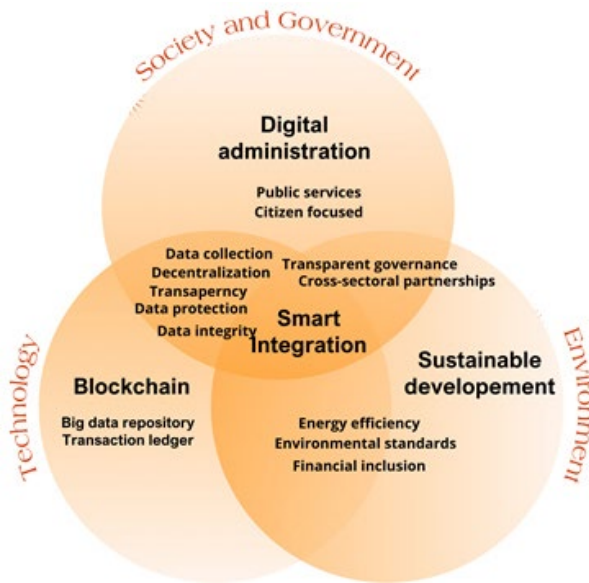 Society and Government
Digital
administration
Public services
Citizen focused
Data collection
Decentralization
Transaperncy
Data protection
Data integrity
Transparent governance
Cross-sectoral partnerships
Smart
Integration
Technology
Blockchain
Big data repository
Transaction ledger
Environment
Sustainable
developement
Energy efficiency
Environmental standards
Financial inclusion